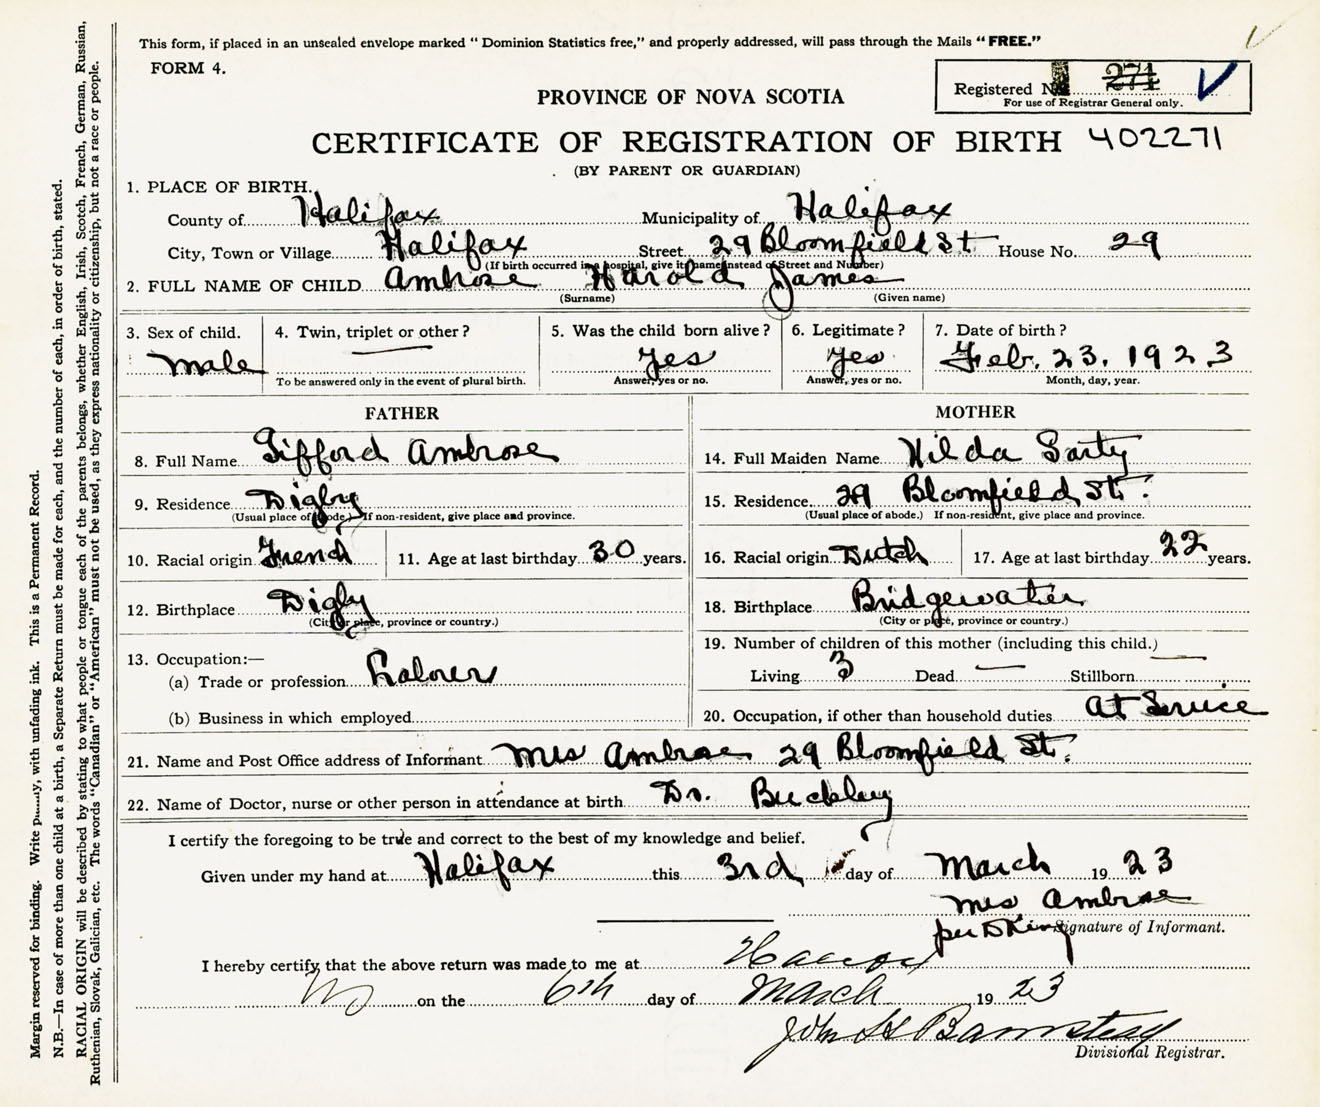 This form, if placed in an unsealed envelope marked "Dominion Statistics free," and properly addressed, will pass through the Mails "FREE."
FORM 4.
Registered No. 271
For use of Registrar General only.
PROVINCE OF NOVA SCOTIA
CERTIFICATE OF REGISTRATION OF BIRTH 402271
(BY PARENT OR GUARDIAN)
1. PLACE OF BIRTH.
County of Halifax Municipality of Halifax
City, Town or Village Halifax Street 29 Bloomfield St House No. 29
(If birth occurred in a hospital, give its name instead of Street and Number)
2. FULL NAME OF CHILD Ambrose Harold James
(Surname) (Given name)
3. Sex of child. 4. Twin, triplet or other? 5. Was the child born alive? 6. Legitimate? 7. Date of birth?
Male — Yes Yes Feb. 23. 1923
To be answered only in the event of plural birth. Answer, yes or no. Answer, yes or no. Month, day, year.
FATHER MOTHER
8. Full Name Gifford Ambrose 14. Full Maiden Name Hilda Sarty
9. Residence Digby 15. Residence 29 Bloomfield St.
(Usual place of abode.) If non-resident, give place and province. (Usual place of abode.) If non-resident, give place and province.
10. Racial origin French 11. Age at last birthday 30 years. 16. Racial origin Dutch 17. Age at last birthday 22 years.
12. Birthplace Digby 18. Birthplace Bridgewater
(City or place, province or country.) (City or place, province or country.)
13. Occupation:— 19. Number of children of this mother (including this child.)
(a) Trade or profession Laborer Living 3 Dead — Stillborn —
(b) Business in which employed 20. Occupation, if other than household duties At Service
21. Name and Post Office address of Informant Mrs Ambrose 29 Bloomfield St.
22. Name of Doctor, nurse or other person in attendance at birth Dr. Buckley
I certify the foregoing to be true and correct to the best of my knowledge and belief.
Given under my hand at Halifax this 3rd day of March 1923
Mrs Ambrose
per D King Signature of Informant.
I hereby certify, that the above return was made to me at
on the 6th day of March 1923
John H Barnstead
Divisional Registrar.
Margin reserved for binding. Write with unfading ink. This is a Permanent Record.
N.B.—In case of more than one child at a birth, a Separate Return must be made for each, and the number of each, in order of birth, stated.
RACIAL ORIGIN will be described by stating to what people or tongue each of the parents belongs, whether English, Irish, Scotch, French, German, Russian,
Ruthenian, Slovak, Galician, etc. The words "Canadian" or "American" must not be used, as they express nationality or citizenship, but not a race or people.